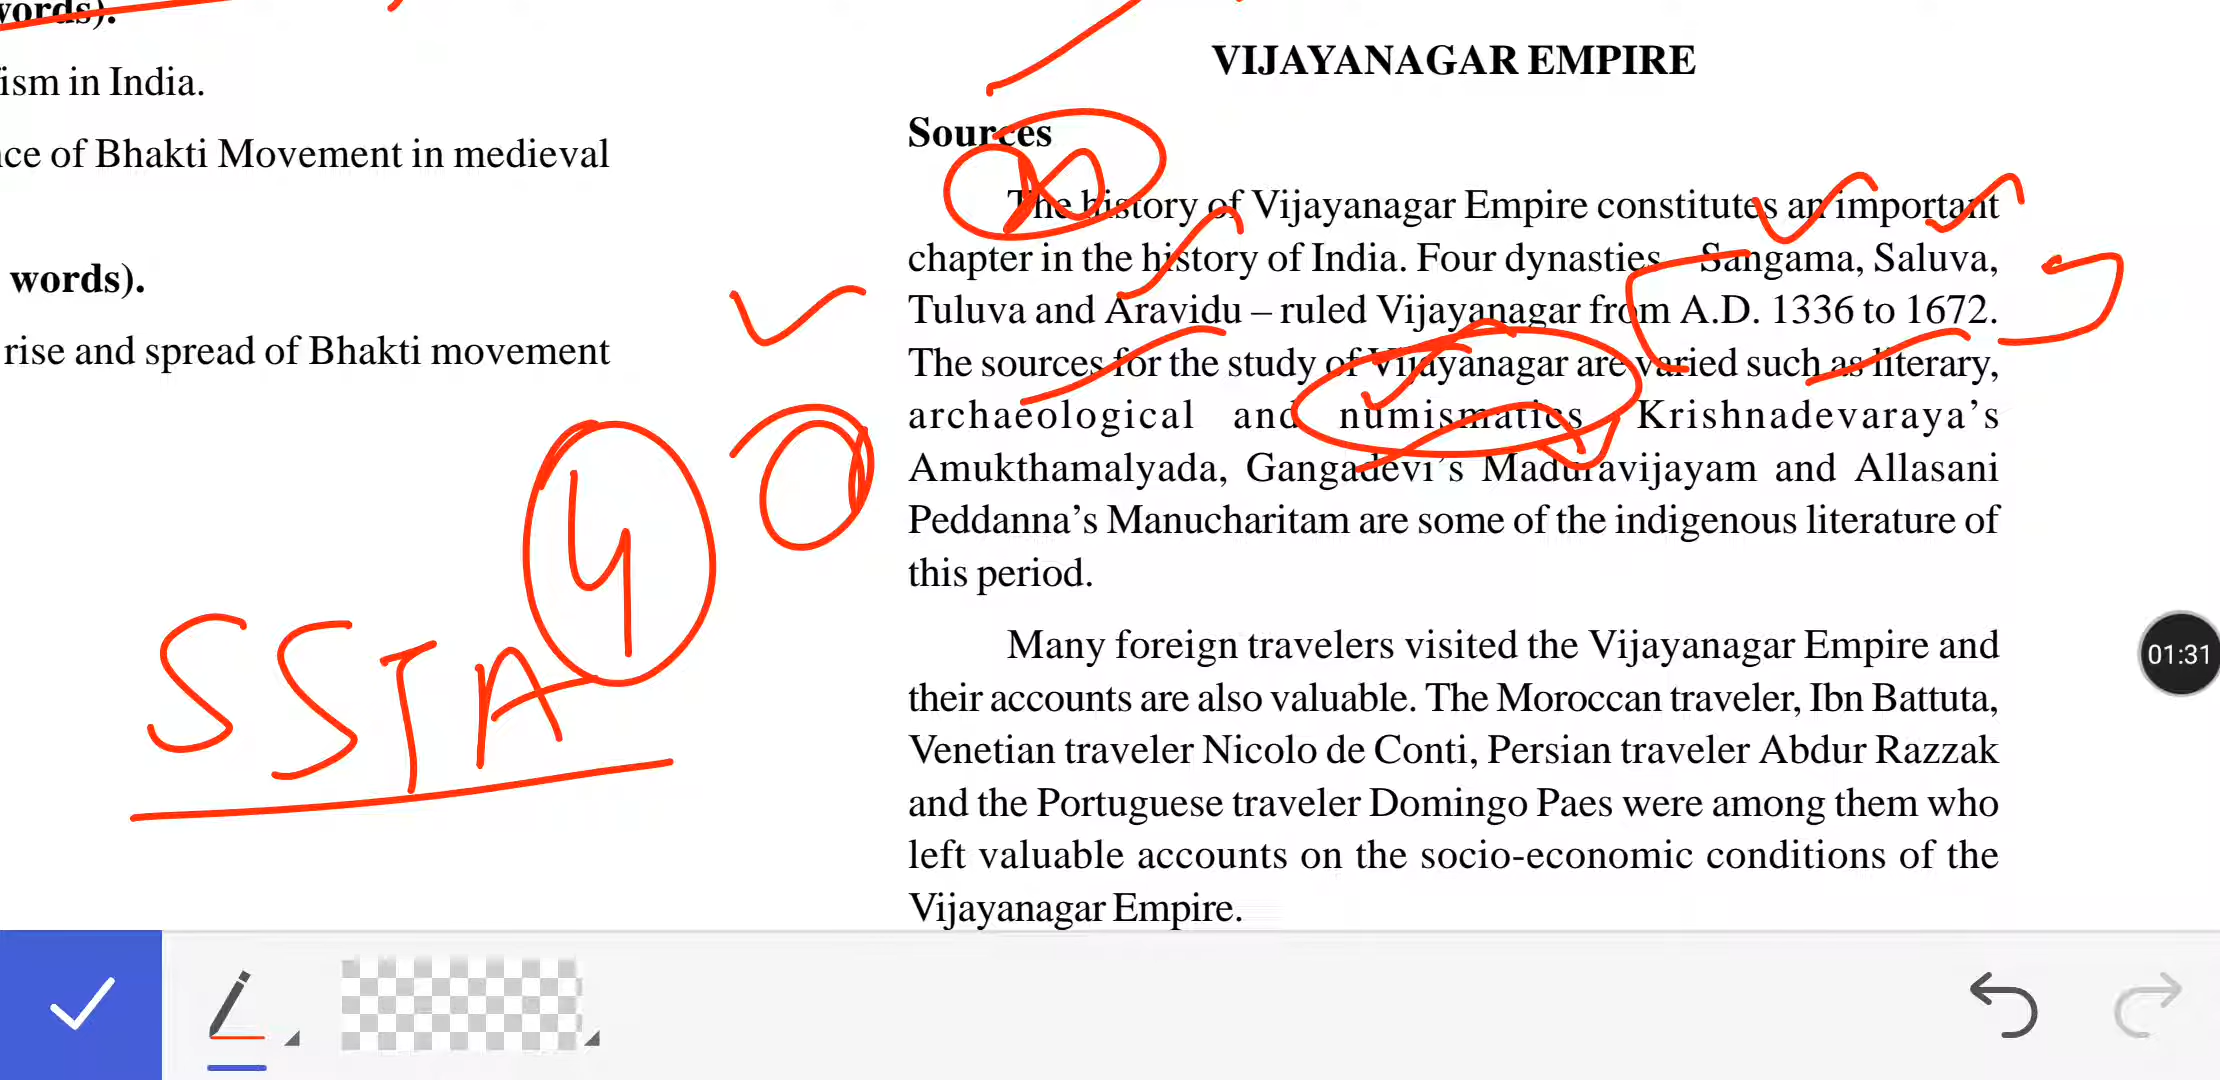 words).
ism in India.
nce of Bhakti Movement in medieval
words).
rise and spread of Bhakti movement
4
SSTA
VIJAYANAGAR EMPIRE
Sources
The history of Vijayanagar Empire constitutes an important
chapter in the history of India. Four dynasties – Sangama, Saluva,
Tuluva and Aravidu – ruled Vijayanagar from A.D. 1336 to 1672.
The sources for the study of Vijayanagar are varied such as literary,
archaeological and numismatics. Krishnadevaraya’s
Amukthamalyada, Gangadevi’s Maduravijayam and Allasani
Peddanna’s Manucharitam are some of the indigenous literature of
this period.
Many foreign travelers visited the Vijayanagar Empire and
their accounts are also valuable. The Moroccan traveler, Ibn Battuta,
Venetian traveler Nicolo de Conti, Persian traveler Abdur Razzak
and the Portuguese traveler Domingo Paes were among them who
left valuable accounts on the socio-economic conditions of the
Vijayanagar Empire.
01:31